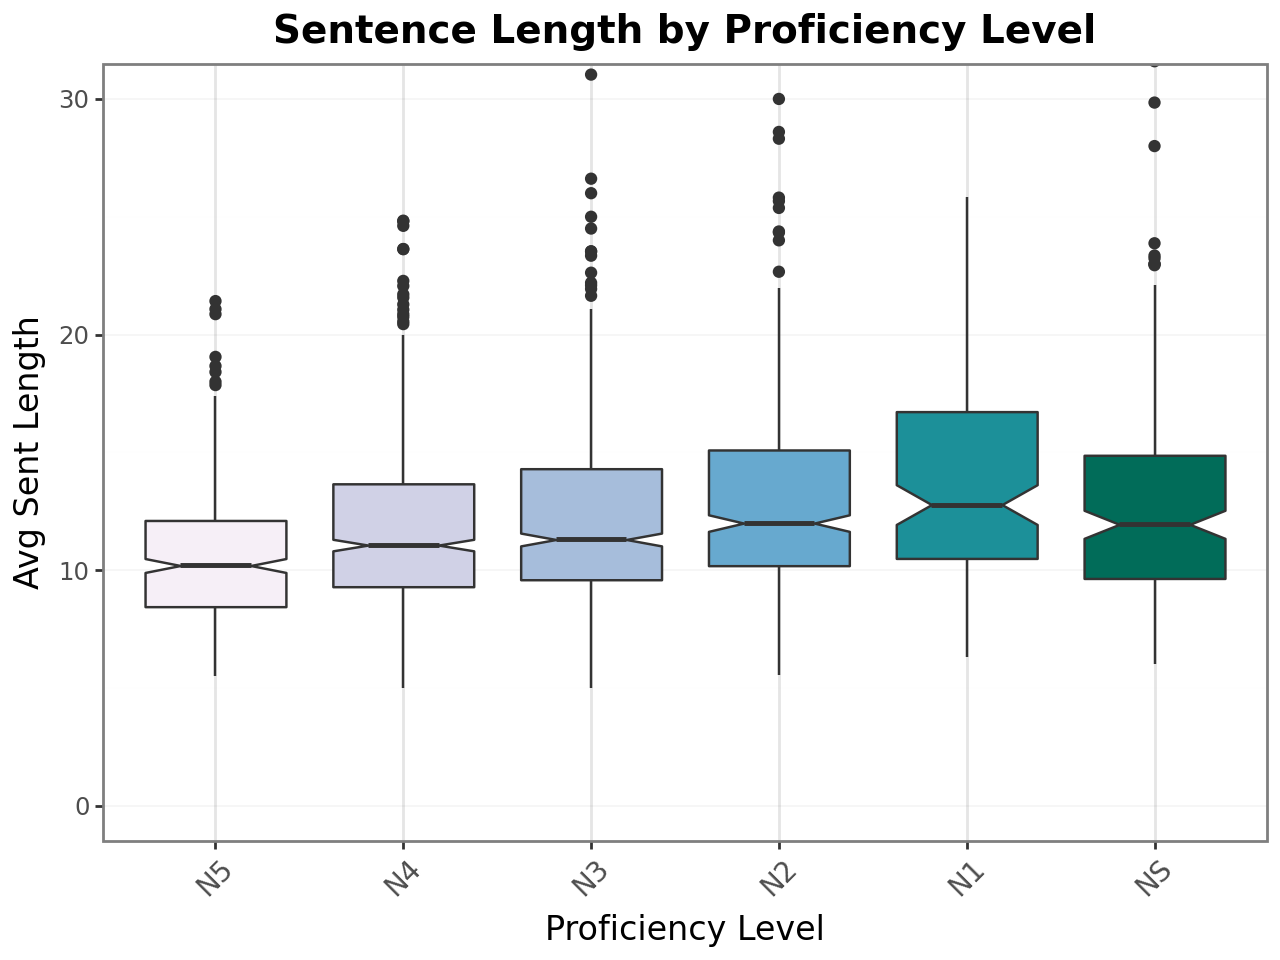 Sentence Length by Proficiency Level
Avg Sent Length
30
20
10
0
N5
N4
N3
N2
N1
NS
Proficiency Level